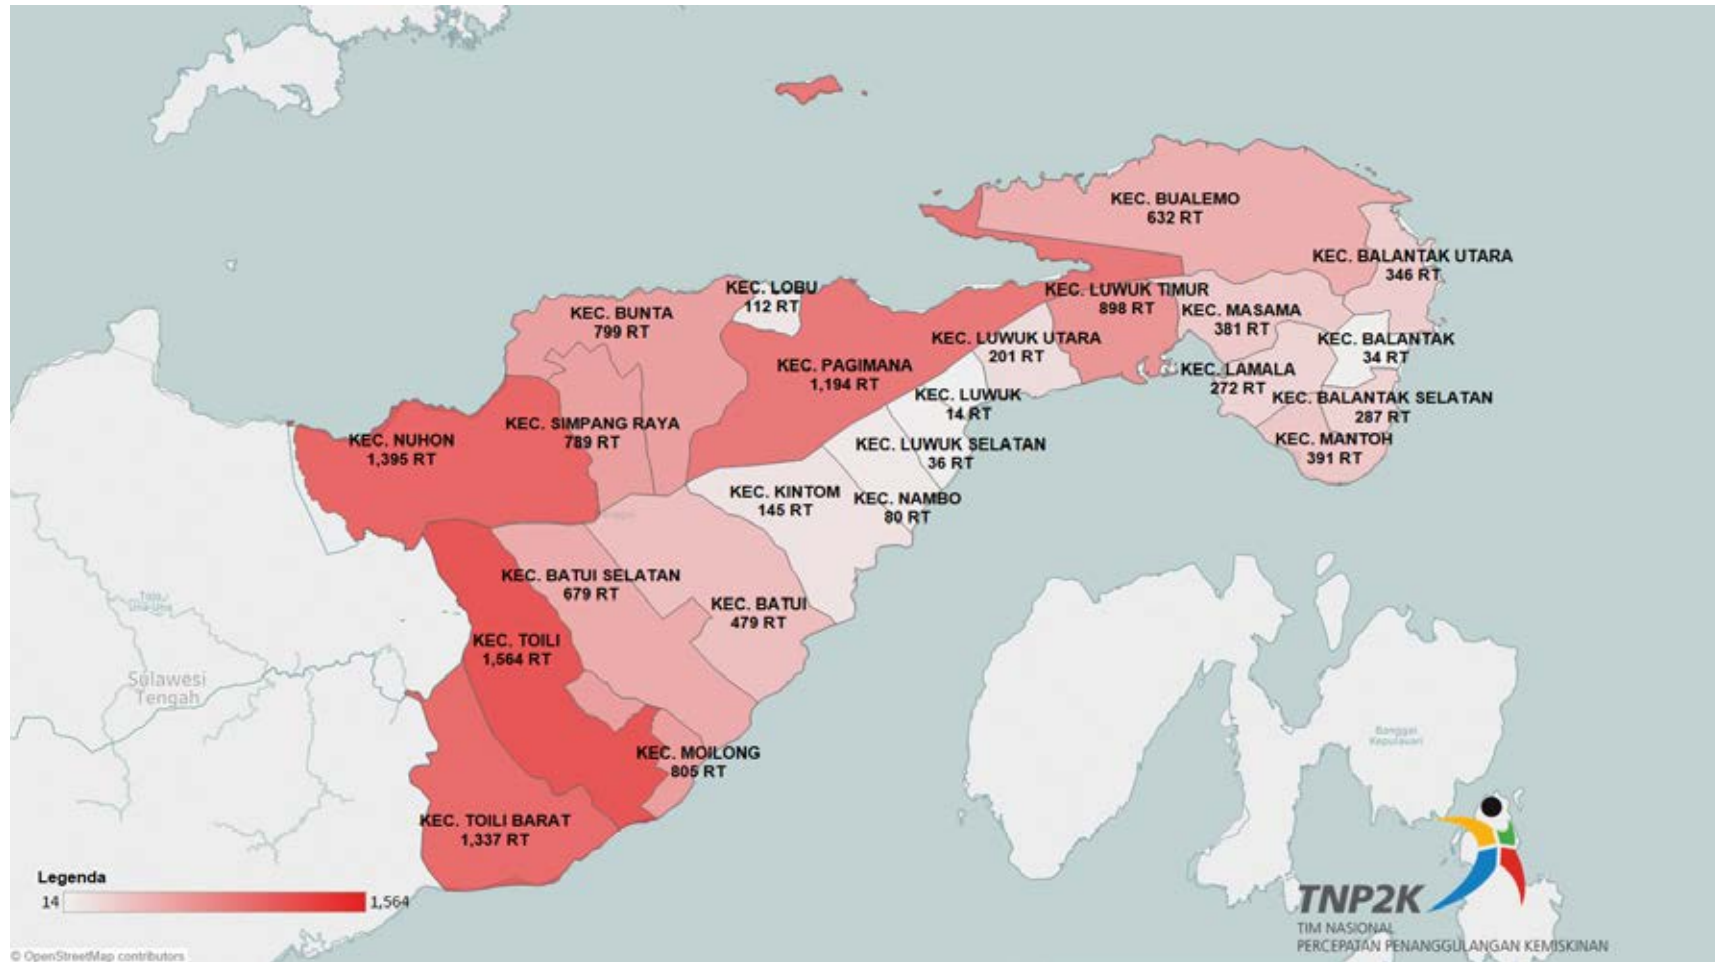 KEC. BUALEMO
632 RT
KEC. BALANTAK UTARA
346 RT
KEC. LOBU
112 RT
KEC. LUWUK TIMUR
898 RT
KEC. BUNTA
799 RT
KEC. MASAMA
381 RT
KEC. LUWUK UTARA
201 RT
KEC. BALANTAK
34 RT
KEC. PAGIMANA
1,194 RT
KEC. LAMALA
272 RT
KEC. LUWUK
14 RT
KEC. BALANTAK SELATAN
287 RT
KEC. SIMPANG RAYA
789 RT
KEC. NUHON
1,395 RT
KEC. LUWUK SELATAN
36 RT
KEC. MANTOH
391 RT
KEC. KINTOM
145 RT
KEC. NAMBO
80 RT
KEC. BATUI SELATAN
679 RT
KEC. BATUI
479 RT
KEC. TOILI
1,564 RT
Sulawesi
Tengah
Banggai
Kepulauan
KEC. MOILONG
805 RT
KEC. TOILI BARAT
1,337 RT
Legenda
14
1,564
TNP2K
TIM NASIONAL
PERCEPATAN PENANGGULANGAN KEMISKINAN
© OpenStreetMap contributors